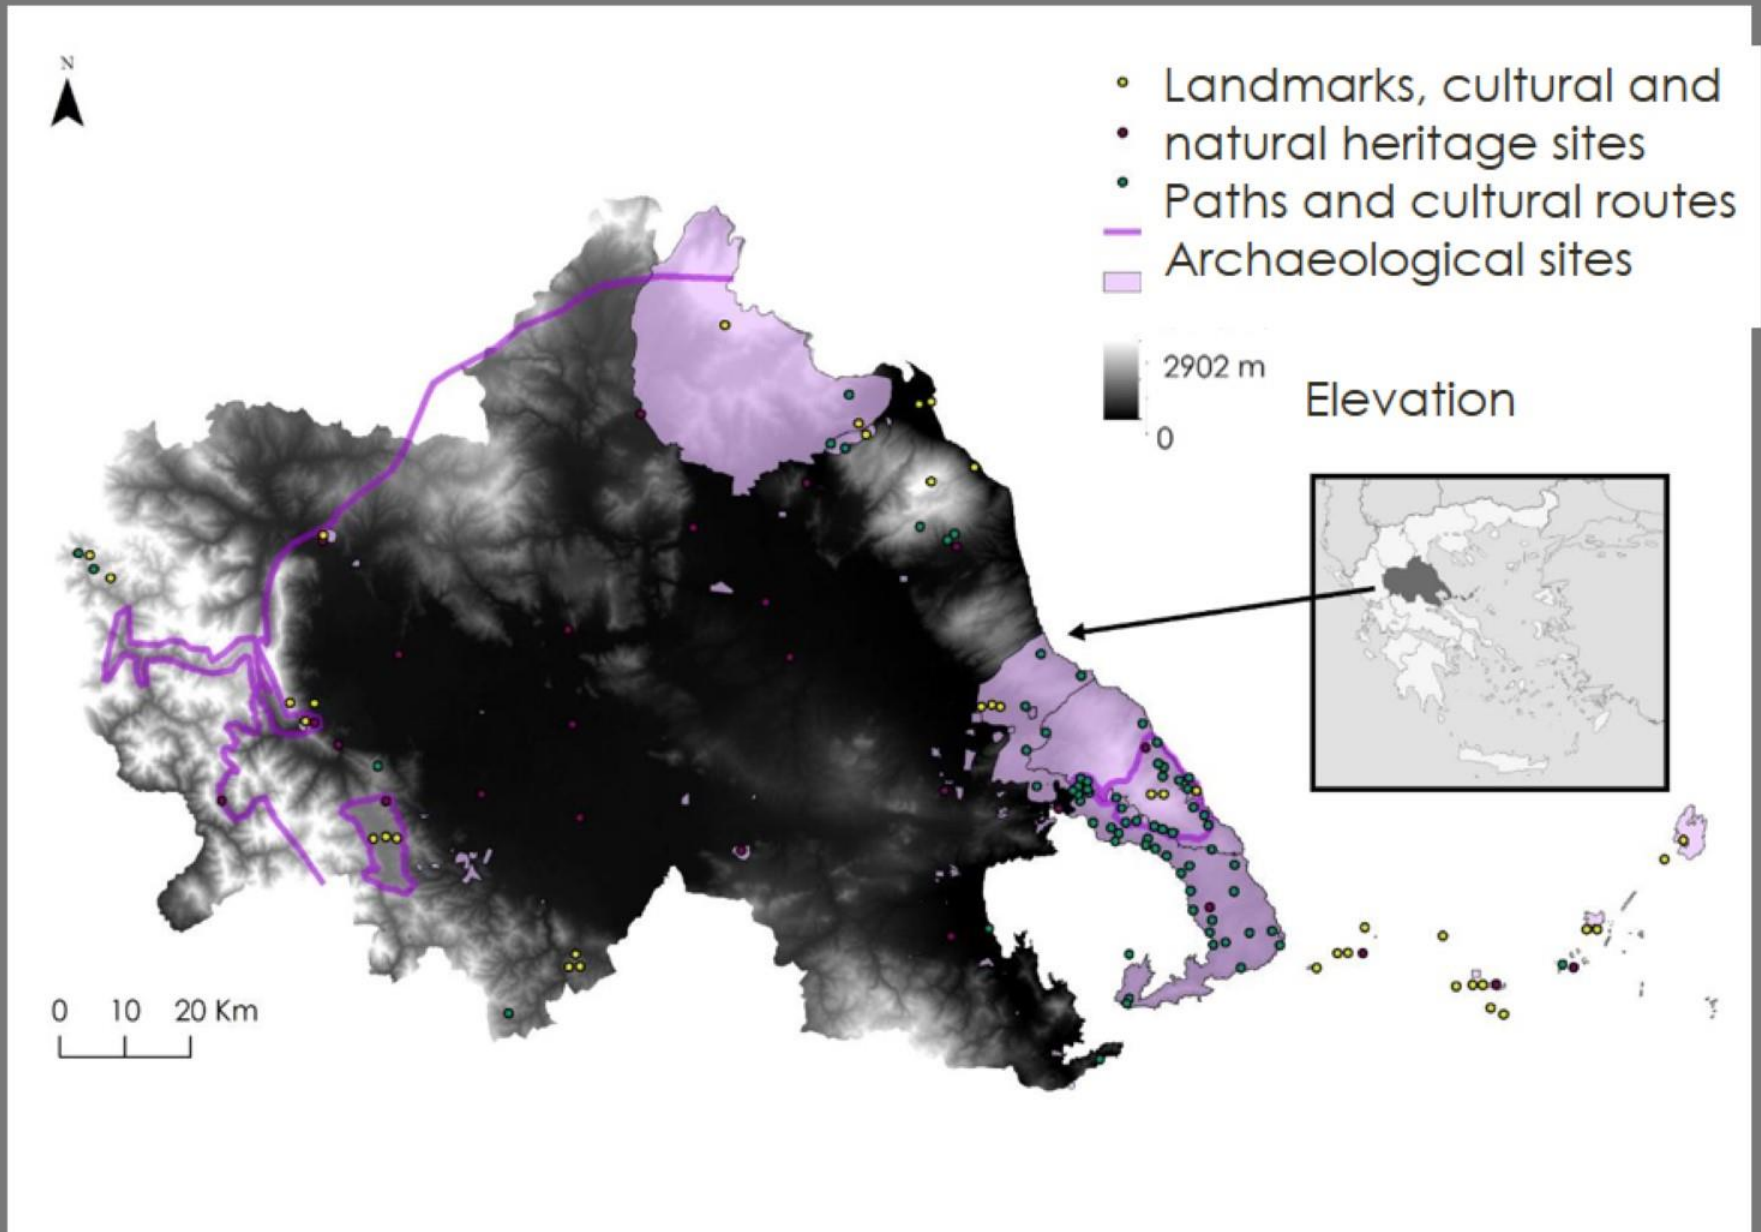 N
Landmarks, cultural and
natural heritage sites
Paths and cultural routes
Archaeological sites
2902 m
Elevation
0
0 10 20 Km